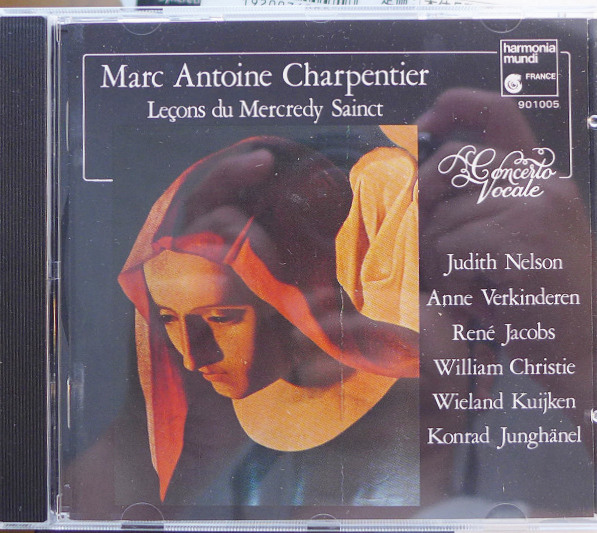 Marc Antoine Charpentier
Leçons du Mercredy Sainct
harmonia
mundi
FRANCE
901005
Concerto
Vocale
Judith Nelson
Anne Verkinderen
René Jacobs
William Christie
Wieland Kuijken
Konrad Junghänel